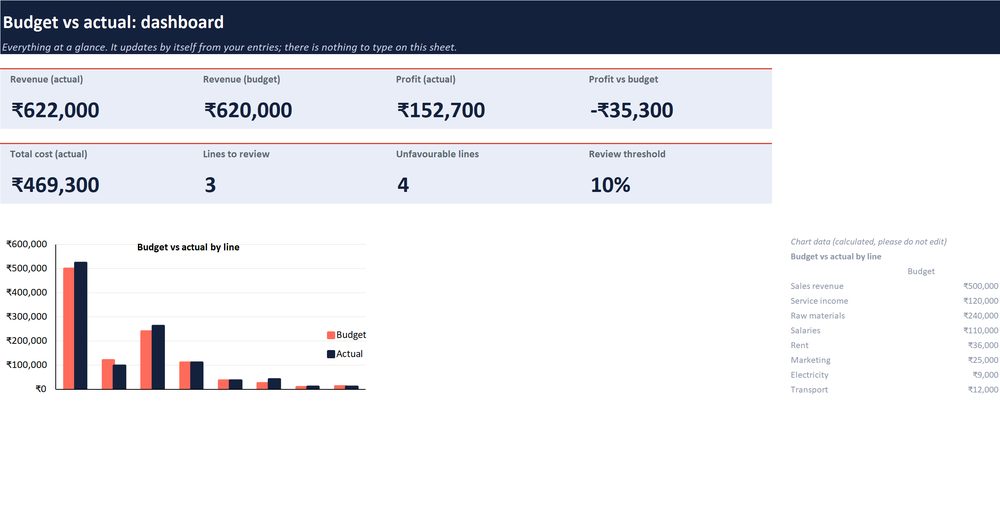 Budget vs actual: dashboard
Everything at a glance. It updates by itself from your entries; there is nothing to type on this sheet.
Revenue (actual) Revenue (budget) Profit (actual) Profit vs budget
₹622,000 ₹620,000 ₹152,700 -₹35,300
Total cost (actual) Lines to review Unfavourable lines Review threshold
₹469,300 3 4 10%
Budget vs actual by line
₹600,000
₹500,000
₹400,000
₹300,000
₹200,000
₹100,000
₹0
Budget
Actual
Chart data (calculated, please do not edit)
Budget vs actual by line
Budget
Sales revenue ₹500,000
Service income ₹120,000
Raw materials ₹240,000
Salaries ₹110,000
Rent ₹36,000
Marketing ₹25,000
Electricity ₹9,000
Transport ₹12,000